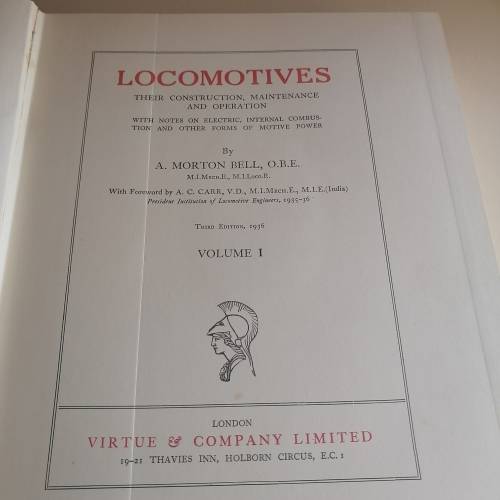 LOCOMOTIVES
THEIR CONSTRUCTION, MAINTENANCE
AND OPERATION
WITH NOTES ON ELECTRIC, INTERNAL COMBUS-
TION AND OTHER FORMS OF MOTIVE POWER
By
A. MORTON BELL, O.B.E.
M.I.Mech.E., M.I.Loco.E.
With Foreword by A. C. CARR, V.D., M.I.Mech.E., M.I.E.(India)
President Institution of Locomotive Engineers, 1935-36
Third Edition, 1936
VOLUME I
LONDON
VIRTUE & COMPANY LIMITED
19-21 THAVIES INN, HOLBORN CIRCUS, E.C. 1